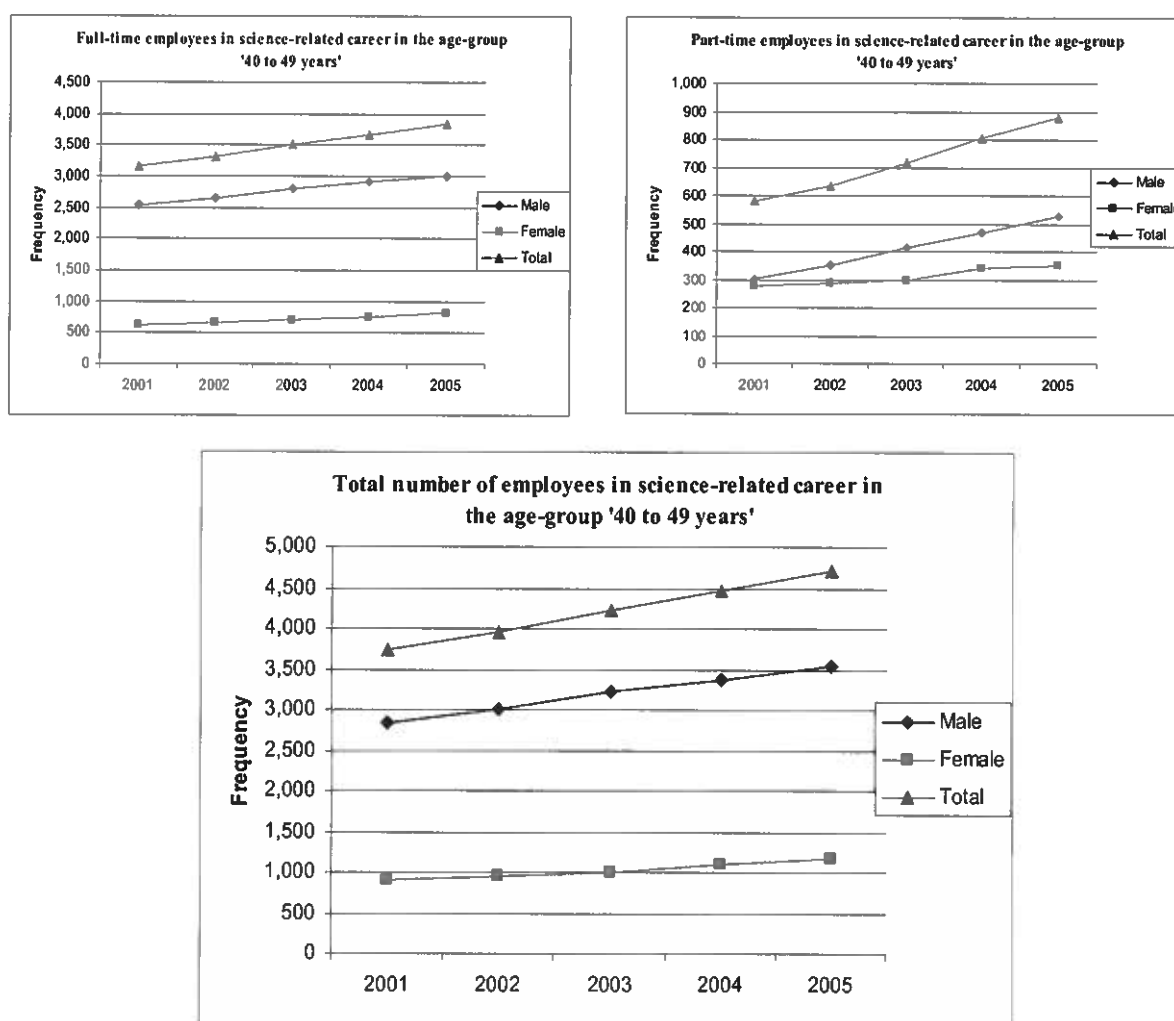 Full-time employees in science-related career in the age-group
'40 to 49 years'
4,500
4,000
3,500
3,000
2,500
2,000
1,500
1,000
500
0
Frequency
2001
2002
2003
2004
2005
Male
Female
Total
Part-time employees in science-related career in the age-group
'40 to 49 years'
1,000
900
800
700
600
500
400
300
200
100
0
Frequency
2001
2002
2003
2004
2005
Male
Female
Total
Total number of employees in science-related career in
the age-group '40 to 49 years'
5,000
4,500
4,000
3,500
3,000
2,500
2,000
1,500
1,000
500
0
Frequency
2001
2002
2003
2004
2005
Male
Female
Total